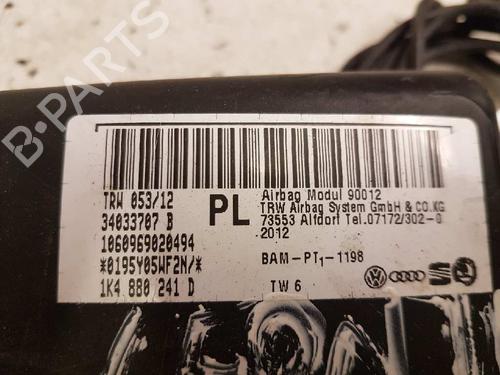 B-PARTS
TRW 053/12
34033707 B
1060969020494
*0195Y05WF2N/*
1K4 880 241 D
PL
Airbag Modul 90012
TRW Airbag System GmbH & CO.KG
73553 Alfdorf Tel.07172/302-0
2012
BAM-PT1-1198
TW 6
SEAT